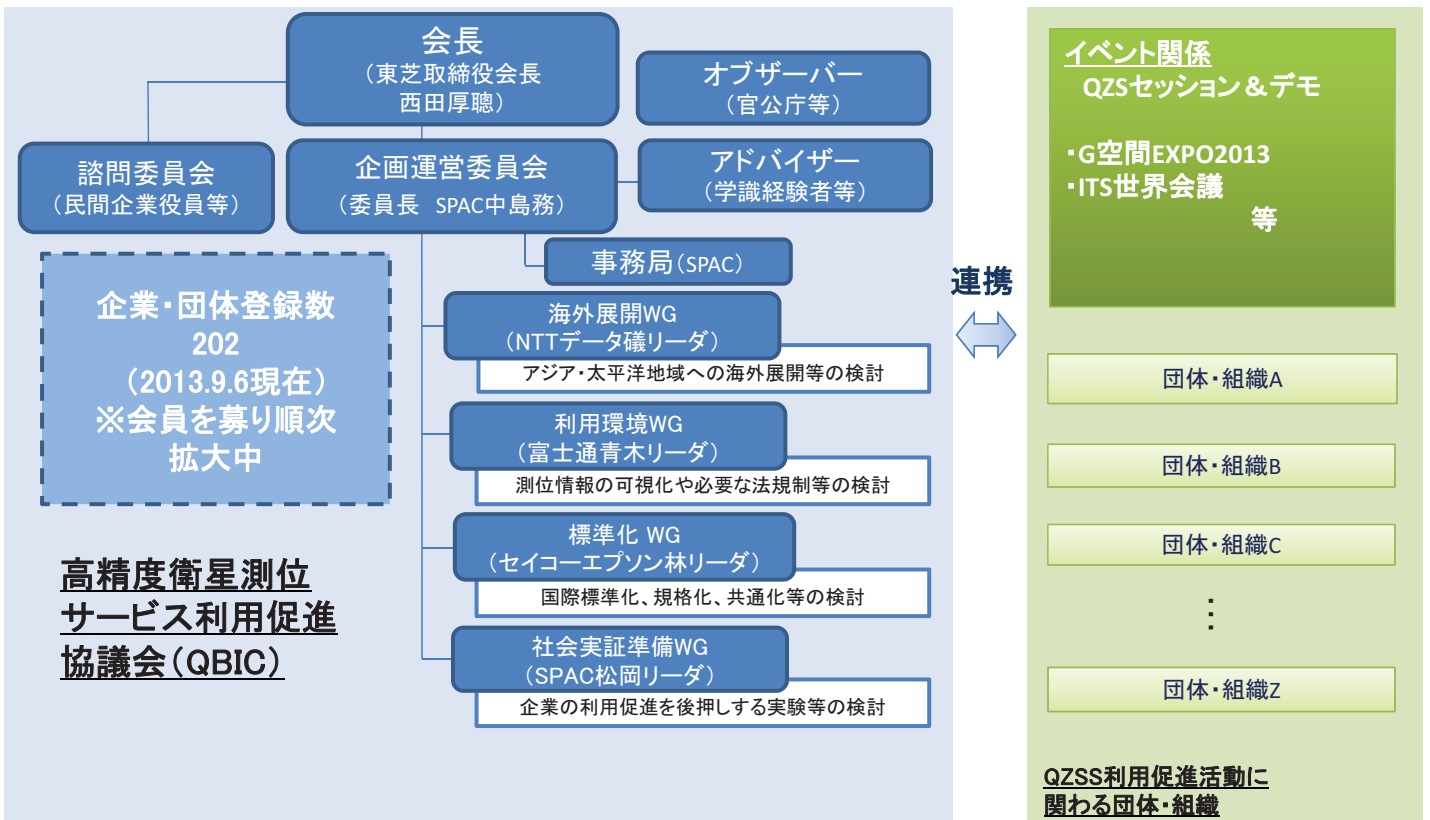 会長
（東芝取締役会長
西田厚聰）
オブザーバー
（官公庁等）
諮問委員会
（民間企業役員等）
企画運営委員会
（委員長　SPAC中島務）
アドバイザー
（学識経験者等）
事務局（SPAC）
企業・団体登録数
202
（2013.9.6現在）
※会員を募り順次
拡大中
海外展開WG
（NTTデータ礒リーダ）
アジア・太平洋地域への海外展開等の検討
利用環境WG
（富士通青木リーダ）
測位情報の可視化や必要な法規制等の検討
標準化 WG
（セイコーエプソン林リーダ）
国際標準化、規格化、共通化等の検討
社会実証準備WG
（SPAC松岡リーダ）
企業の利用促進を後押しする実験等の検討
高精度衛星測位
サービス利用促進
協議会（QBIC）
連携
イベント関係
QZSセッション＆デモ
・G空間EXPO2013
・ITS世界会議
等
団体・組織A
団体・組織B
団体・組織C
⋮
団体・組織Z
QZSS利用促進活動に
関わる団体・組織